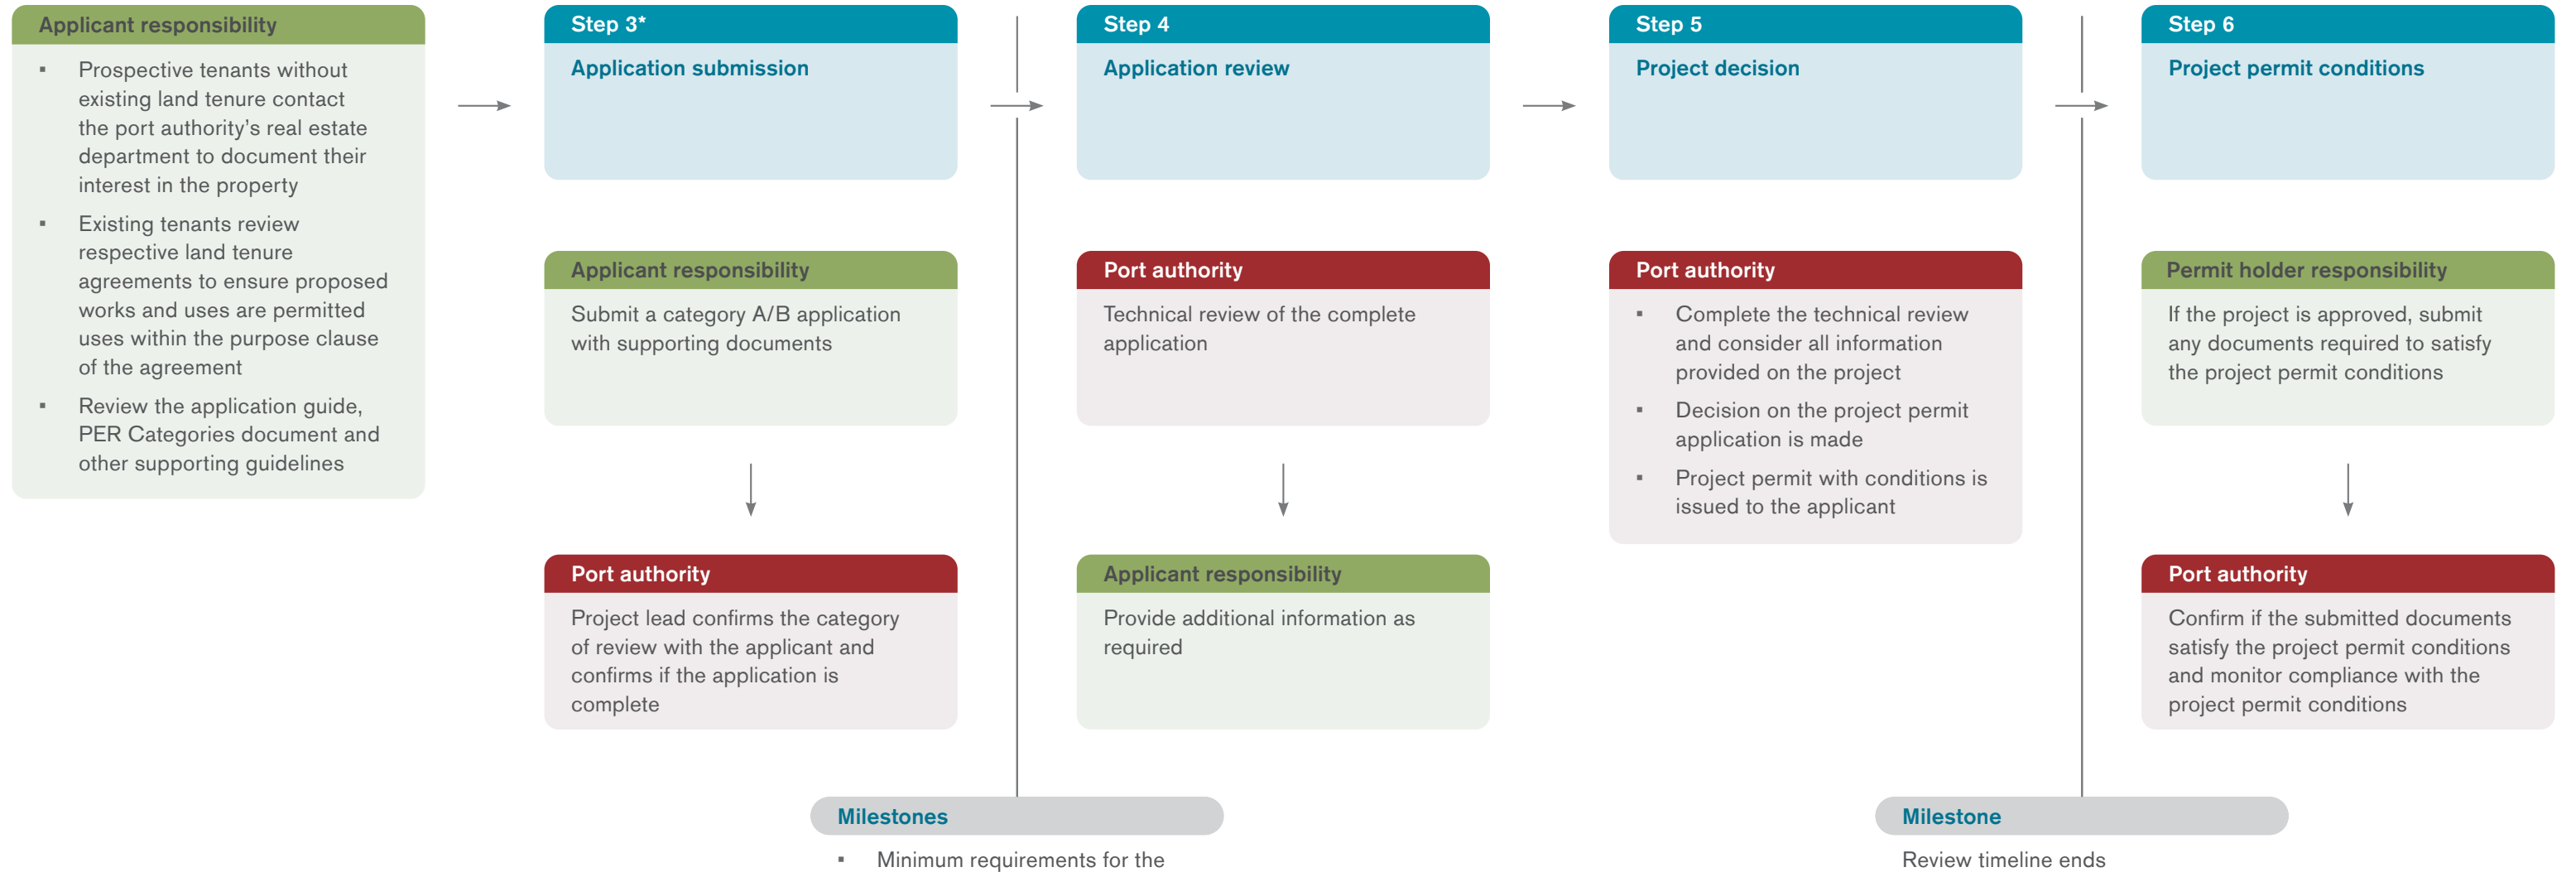 Applicant responsibility
▪ Prospective tenants without
existing land tenure contact
the port authority’s real estate
department to document their
interest in the property
▪ Existing tenants review
respective land tenure
agreements to ensure proposed
works and uses are permitted
uses within the purpose clause
of the agreement
▪ Review the application guide,
PER Categories document and
other supporting guidelines
Step 3*
Application submission
Applicant responsibility
Submit a category A/B application
with supporting documents
Port authority
Project lead confirms the category
of review with the applicant and
confirms if the application is
complete
Milestones
▪ Minimum requirements for the
Step 4
Application review
Port authority
Technical review of the complete
application
Applicant responsibility
Provide additional information as
required
Step 5
Project decision
Port authority
▪ Complete the technical review
and consider all information
provided on the project
▪ Decision on the project permit
application is made
▪ Project permit with conditions is
issued to the applicant
Milestone
Review timeline ends
Step 6
Project permit conditions
Permit holder responsibility
If the project is approved, submit
any documents required to satisfy
the project permit conditions
Port authority
Confirm if the submitted documents
satisfy the project permit conditions
and monitor compliance with the
project permit conditions